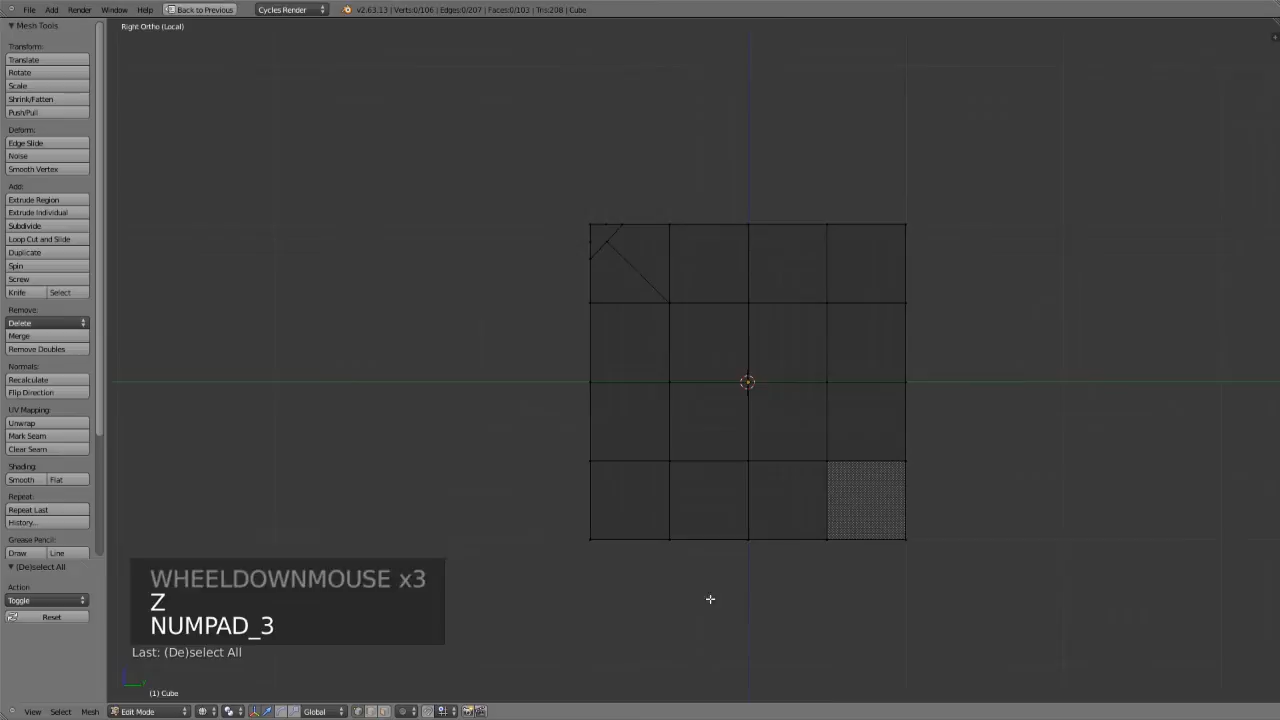 File Add Render Window Help Back to Previous Cycles Render v2.63.13 | Verts:0/106 | Edges:0/207 | Faces:0/103 | Tris:208 | Cube
Mesh Tools
Right Ortho (Local)
Transform:
Translate
Rotate
Scale
Shrink/Fatten
Push/Pull
Deform:
Edge Slide
Noise
Smooth Vertex
Add:
Extrude Region
Extrude Individual
Subdivide
Loop Cut and Slide
Duplicate
Spin
Screw
Knife Select
Remove:
Delete
Merge
Remove Doubles
Normals:
Recalculate
Flip Direction
UV Mapping:
Unwrap
Mark Seam
Clear Seam
Shading:
Smooth Flat
Repeat:
Repeat Last
History...
Grease Pencil:
Draw Line
(De)select All
Action
Toggle
Reset
WHEELDOWNMOUSE x3
Z
NUMPAD_3
Last: (De)select All
(1) Cube
View Select Mesh Edit Mode Global